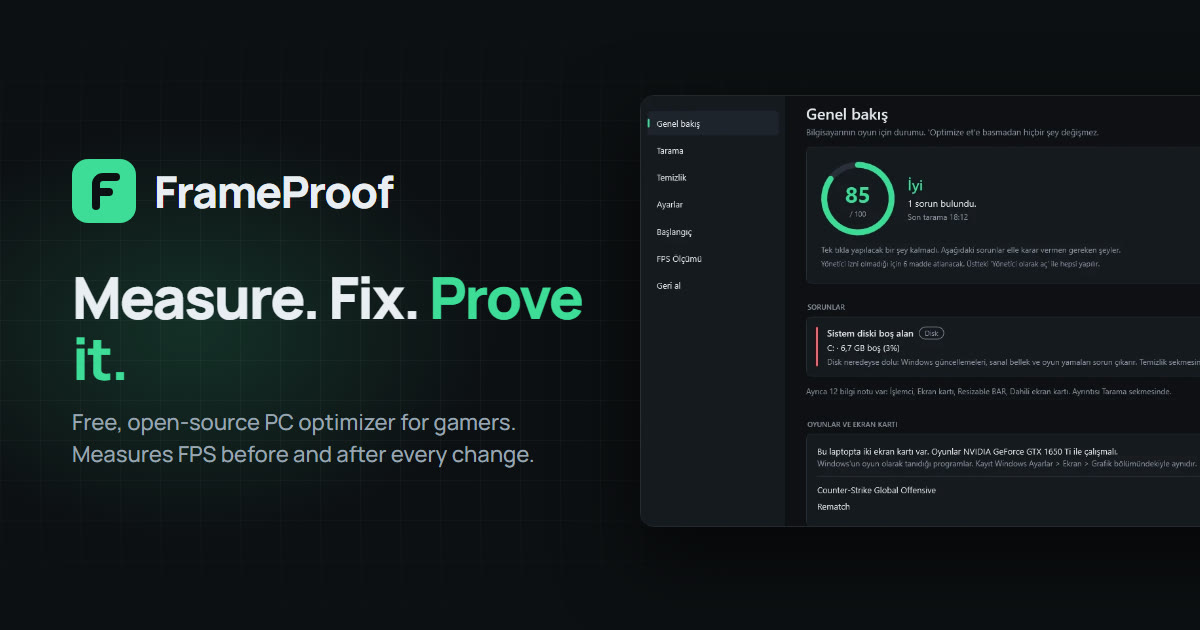 FrameProof
Measure. Fix. Prove
it.
Free, open-source PC optimizer for gamers.
Measures FPS before and after every change.
Genel bakış
Tarama
Temizlik
Ayarlar
Başlangıç
FPS Ölçümü
Geri al
Genel bakış
Bilgisayarının oyun için durumu. 'Optimize et'e basmadan hiçbir şey değişmez.
85
/ 100
İyi
1 sorun bulundu.
Son tarama 18:12
Tek tıkla yapılacak bir şey kalmadı. Aşağıdaki sorunlar elle karar vermen gereken şeyler.
Yönetici izni olmadığı için 6 madde atlanacak. Üstteki 'Yönetici olarak aç' ile hepsi yapılır.
SORUNLAR
Sistem diski boş alan Disk
C: · 6,7 GB boş (3%)
Disk neredeyse dolu: Windows güncellemeleri, sanal bellek ve oyun yamaları sorun çıkarır. Temizlik
Ayrıca 12 bilgi notu var: İşlemci, Ekran kartı, Resizable BAR, Dahili ekran kartı. Ayrıntısı Tarama sekmesinde.
OYUNLAR VE EKRAN KARTI
Bu laptopta iki ekran kartı var. Oyunlar NVIDIA GeForce GTX 1650 Ti ile çalışmalı.
Windows'un oyun olarak tanıdığı programlar. Kayıt Windows Ayarlar > Ekran > Grafik bölümündekiyle aynıdır.
Counter-Strike Global Offensive
Rematch